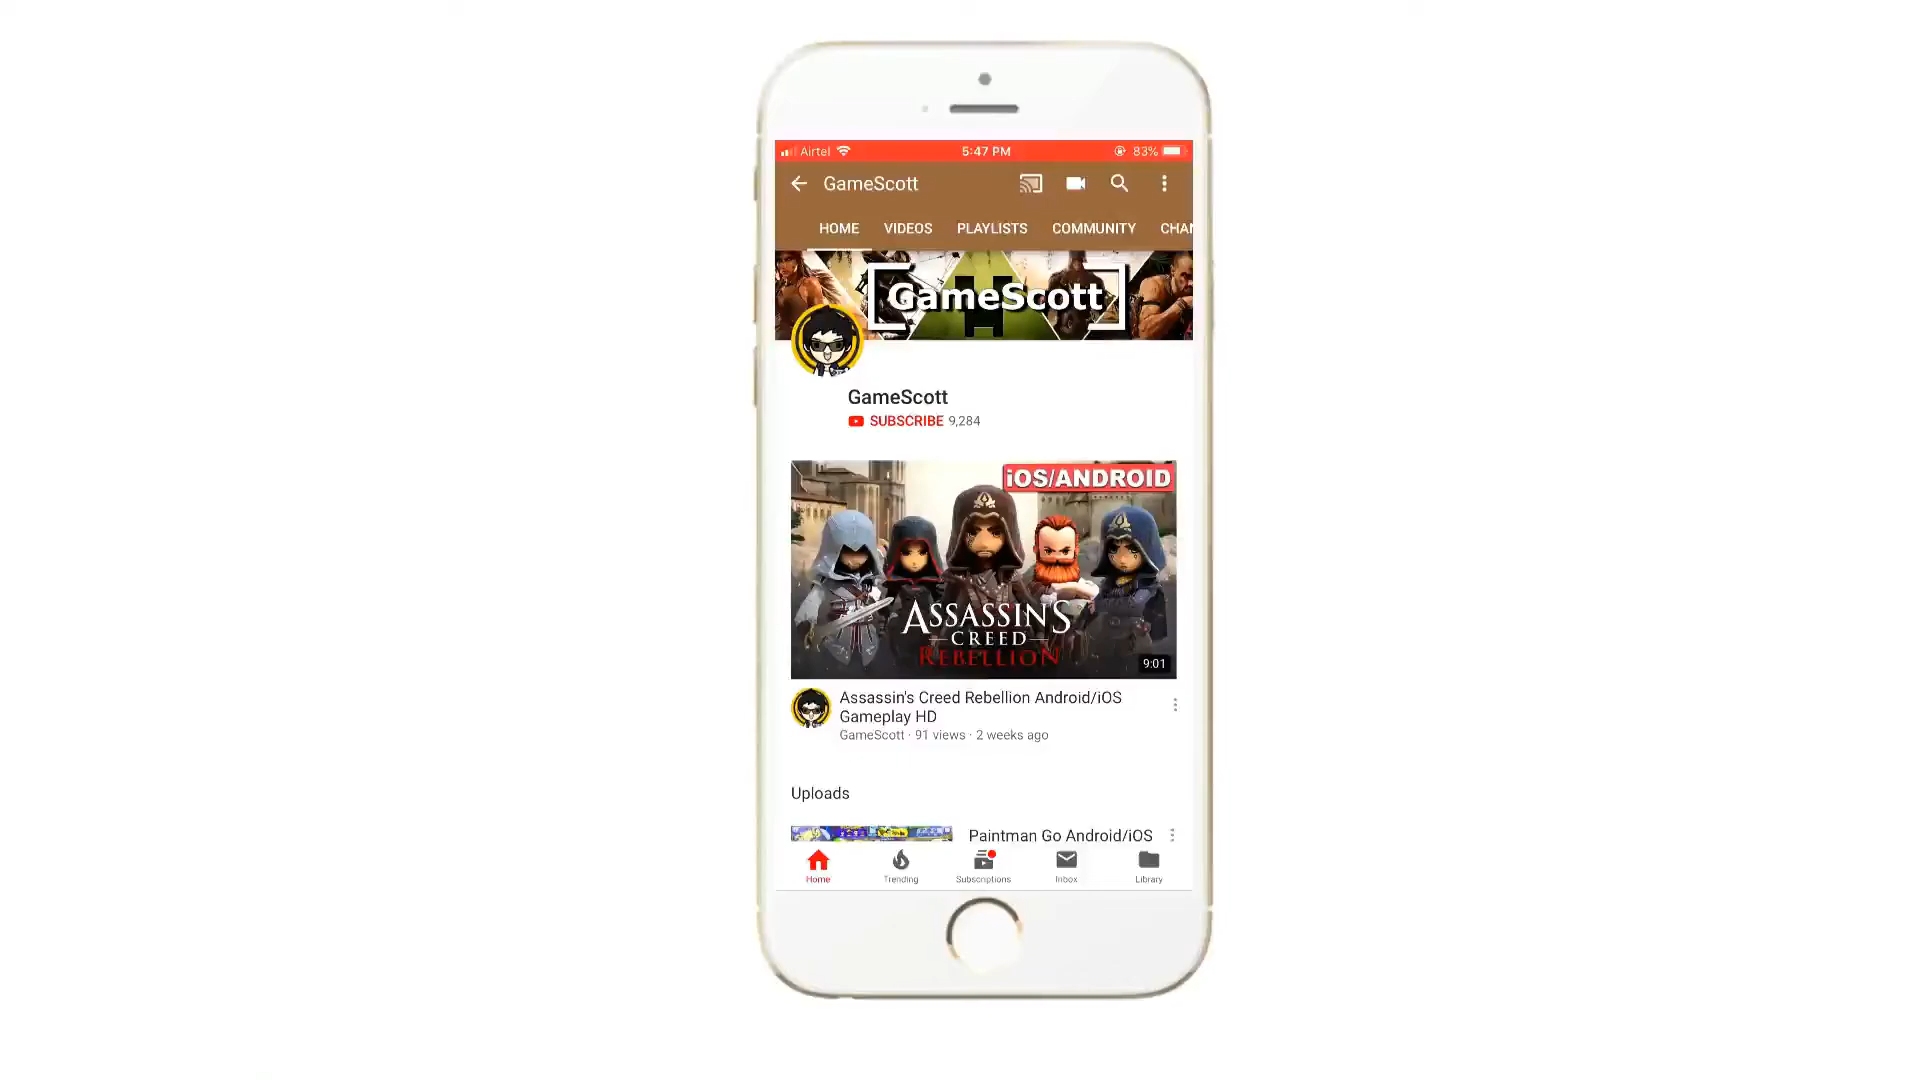 Airtel 5:47 PM 83%
GameScott
HOME VIDEOS PLAYLISTS COMMUNITY CHAN
GameScott
GameScott
SUBSCRIBE 9,284
iOS/ANDROID
ASSASSIN'S
CREED
REBELLION
9:01
Assassin's Creed Rebellion Android/iOS
Gameplay HD
GameScott · 91 views · 2 weeks ago
Uploads
Paintman Go Android/iOS
Home Trending Subscriptions Inbox Library